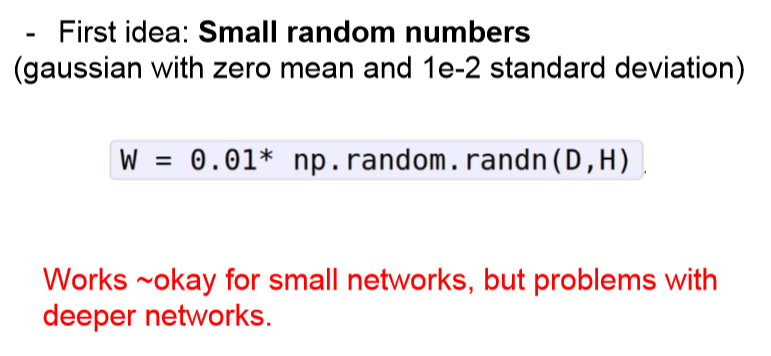 - First idea: Small random numbers
(gaussian with zero mean and 1e-2 standard deviation)
W = 0.01* np.random.randn(D,H)
Works ~okay for small networks, but problems with
deeper networks.